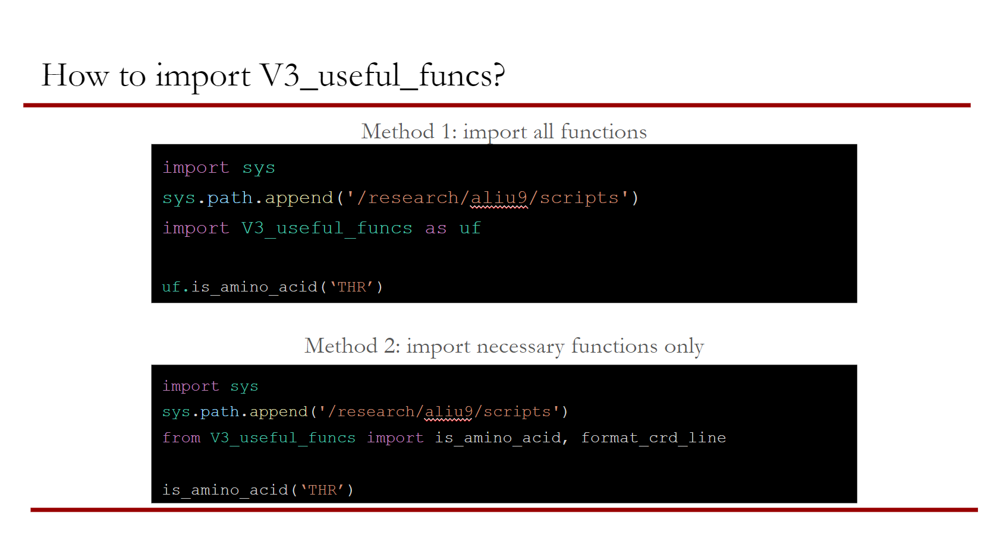 How to import V3_useful_funcs?
Method 1: import all functions
import sys
sys.path.append('/research/aliu9/scripts')
import V3_useful_funcs as uf
uf.is_amino_acid(‘THR’)
Method 2: import necessary functions only
import sys
sys.path.append('/research/aliu9/scripts')
from V3_useful_funcs import is_amino_acid, format_crd_line
is_amino_acid(‘THR’)